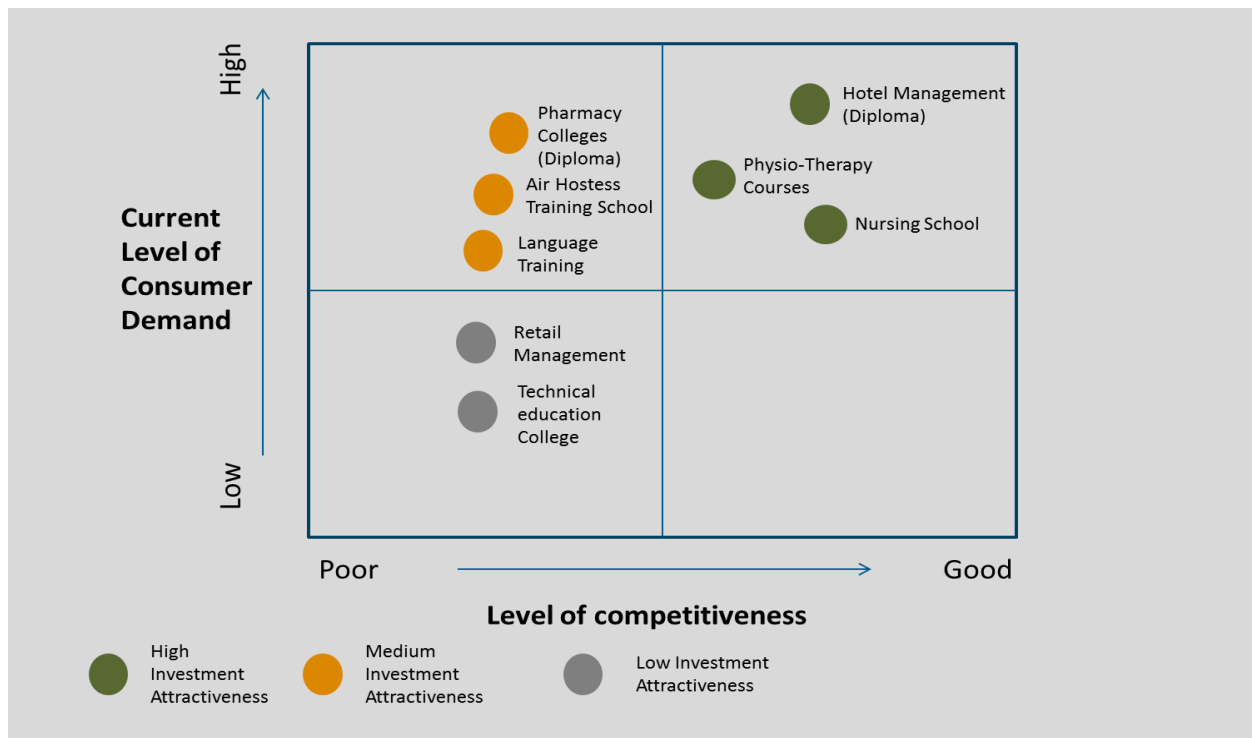 High
Current
Level of
Consumer
Demand
Low
Pharmacy
Colleges
(Diploma)
Air Hostess
Training School
Language
Training
Hotel Management
(Diploma)
Physio-Therapy
Courses
Nursing School
Retail
Management
Technical
education
College
Poor
Good
Level of competitiveness
High
Investment
Attractiveness
Medium
Investment
Attractiveness
Low Investment
Attractiveness